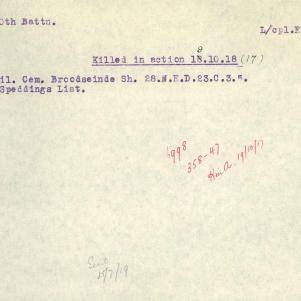 0th Battn.
L/cpl.E
Killed in action 18.10.18 (17)
9
il. Cem. Broodseinde Sh. 28.N.E.D.23.C.3.5.
Speddings List.
358-47
19/10/17
Sent
15/7/19